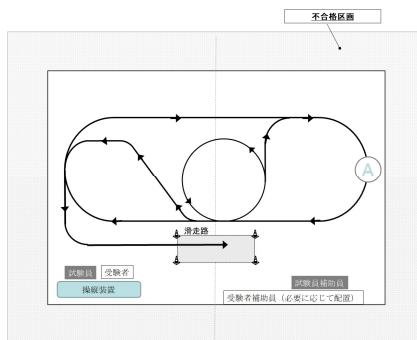 不合格区画
A
滑走路
試験員
受験者
操縦装置
試験員補助員
受験者補助員（必要に応じて配置）